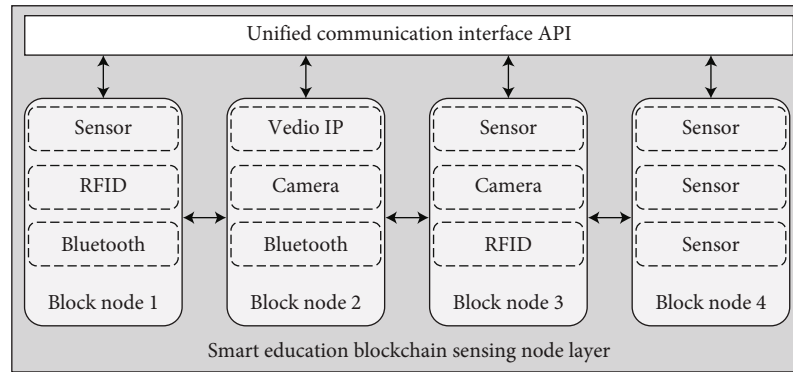 Unified communication interface API
Sensor
RFID
Bluetooth
Block node 1
Vedio IP
Camera
Bluetooth
Block node 2
Sensor
Camera
RFID
Block node 3
Sensor
Sensor
Sensor
Block node 4
Smart education blockchain sensing node layer